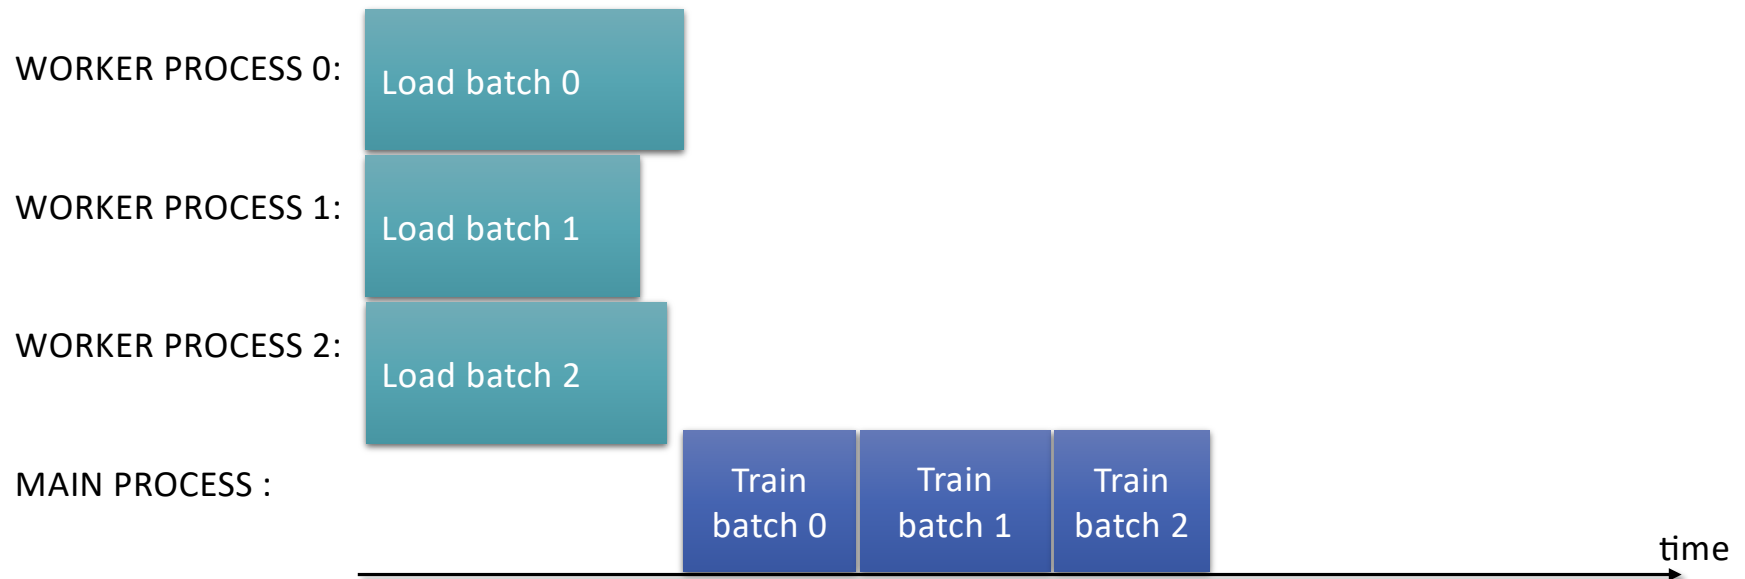 WORKER PROCESS 0:
Load batch 0
WORKER PROCESS 1:
Load batch 1
WORKER PROCESS 2:
Load batch 2
MAIN PROCESS :
Train
batch 0
Train
batch 1
Train
batch 2
time